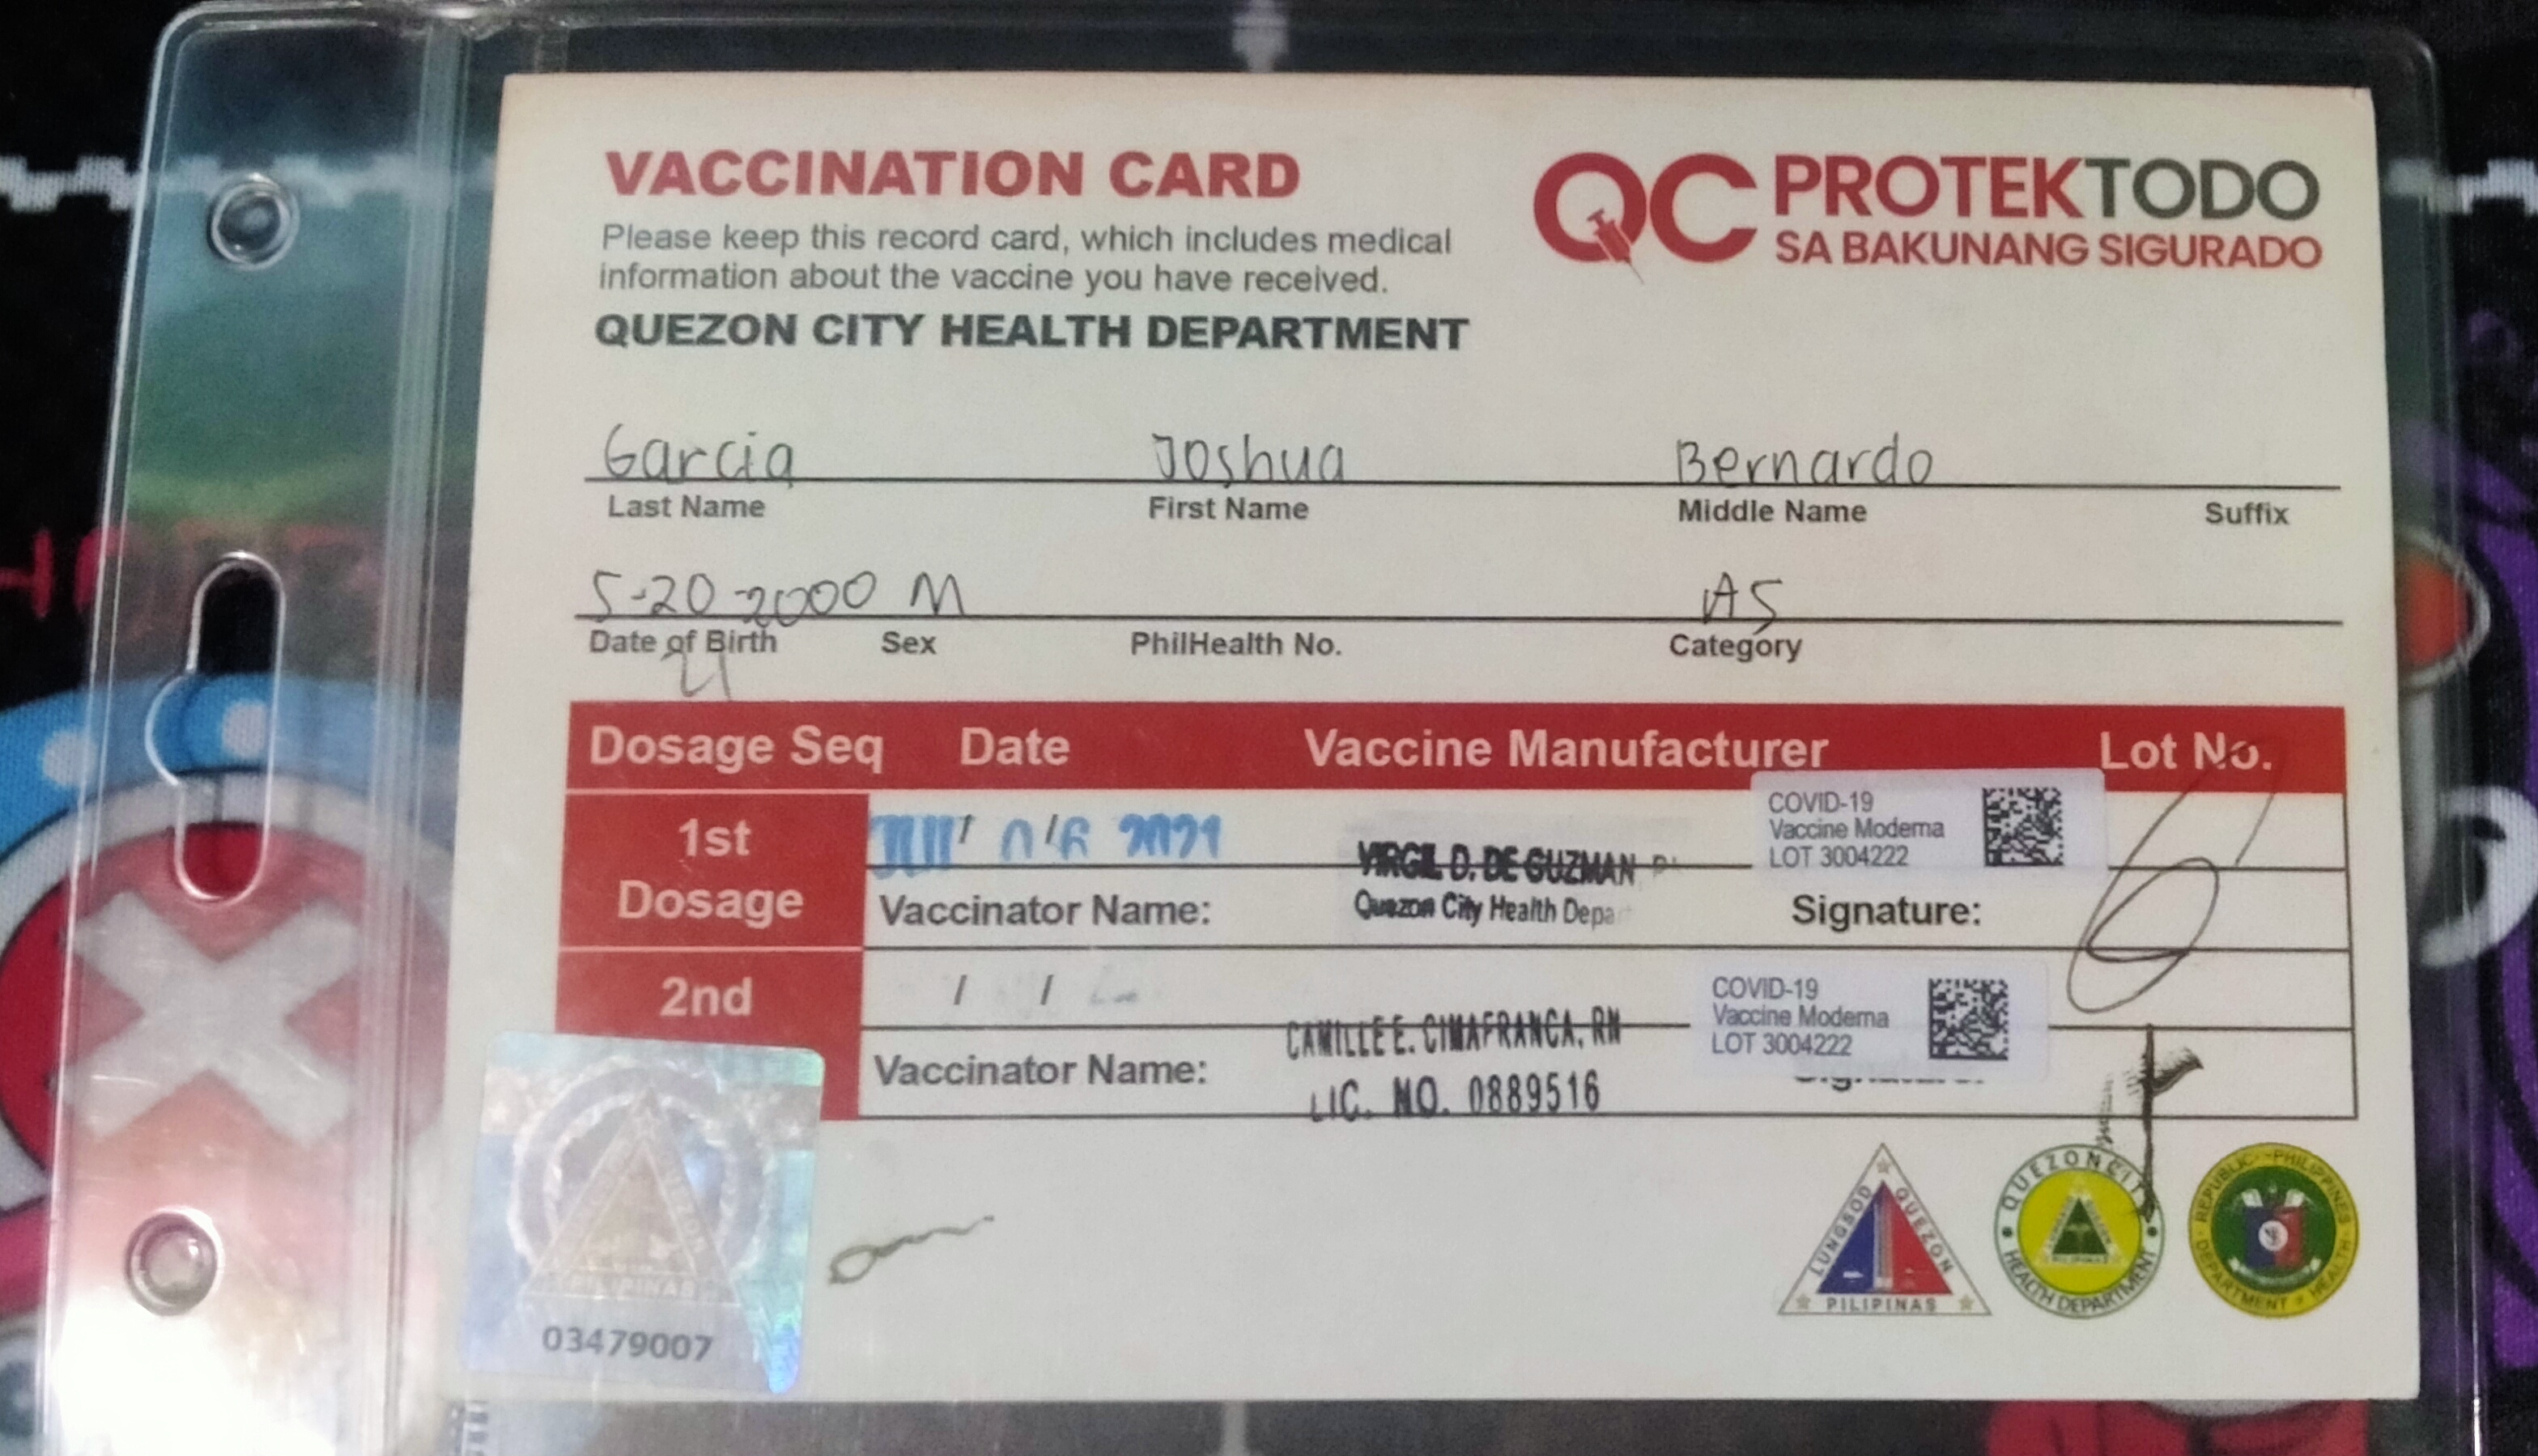 VACCINATION CARD
Please keep this record card, which includes medical
information about the vaccine you have received.
QUEZON CITY HEALTH DEPARTMENT
QC PROTEKTODO
SA BAKUNANG SIGURADO
Garcia Joshua Bernardo
Last Name First Name Middle Name Suffix
5-20-2000 M A5
Date of Birth Sex PhilHealth No. Category
21
Dosage Seq Date Vaccine Manufacturer Lot No.
1st Dosage
06 2021
COVID-19
Vaccine Moderna
LOT 3004222
VIRGIL D. DE GUZMAN
Quezon City Health Depa
Vaccinator Name: Signature:
2nd
/ /
COVID-19
Vaccine Moderna
LOT 3004222
CAMILLE E. CIMAFRANCA, RN
Vaccinator Name:
LIC. NO. 0889516
PILIPINAS
03479007
LUNGSOD QUEZON
PILIPINAS
QUEZON CITY
HEALTH DEPARTMENT
REPUBLIC PHILIPPINES
DEPARTMENT HEALTH